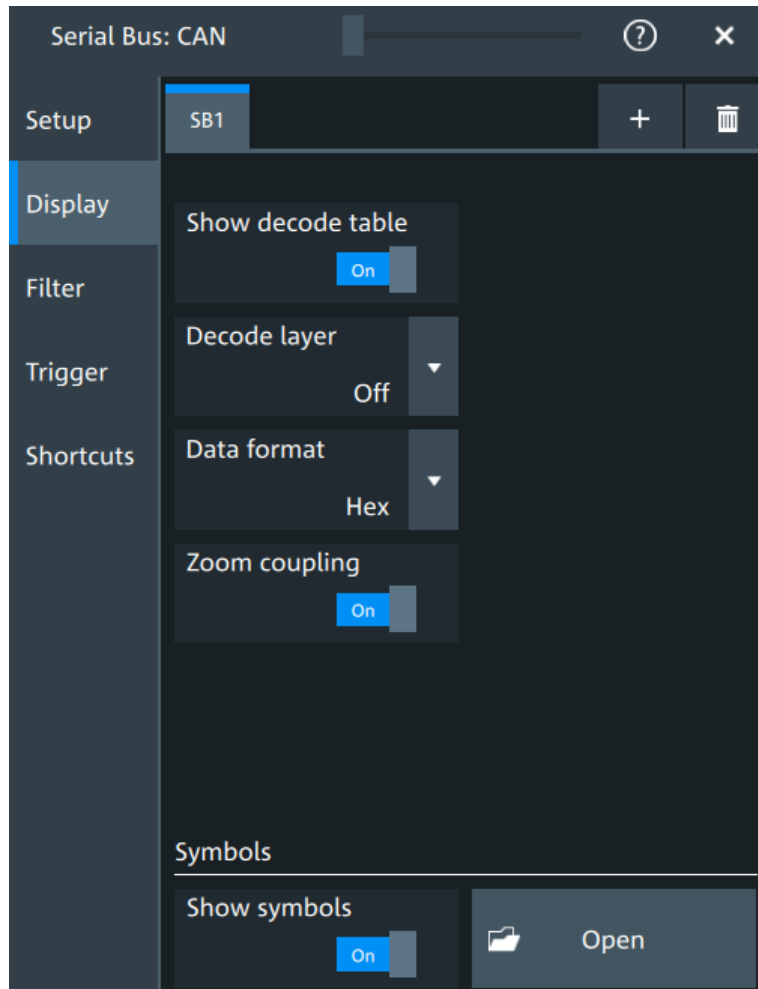 Serial Bus: CAN
Setup
SB1
Display
Show decode table
On
Filter
Decode layer
Trigger
Off
Shortcuts
Data format
Hex
Zoom coupling
On
Symbols
Show symbols
On
Open